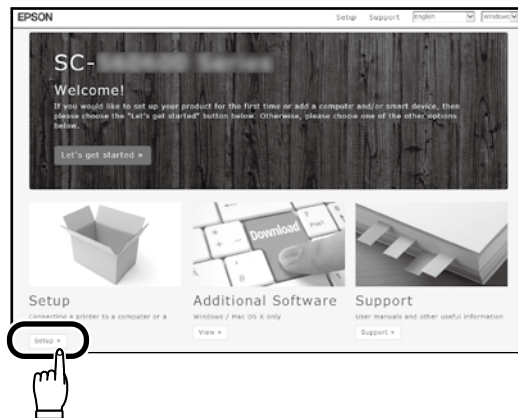 EPSON
Setup Support English Windows
SC-
Welcome!
If you would like to set up your product for the first time or add a computer and/or smart device, then
please choose the "Let's get started" button below. Otherwise, please choose one of the other options
below.
Let's get started »
Download
Setup
Additional Software
Support
Connecting a printer to a computer or a
Windows / Mac OS X only
User manuals and other useful information
Setup »
View »
Support »